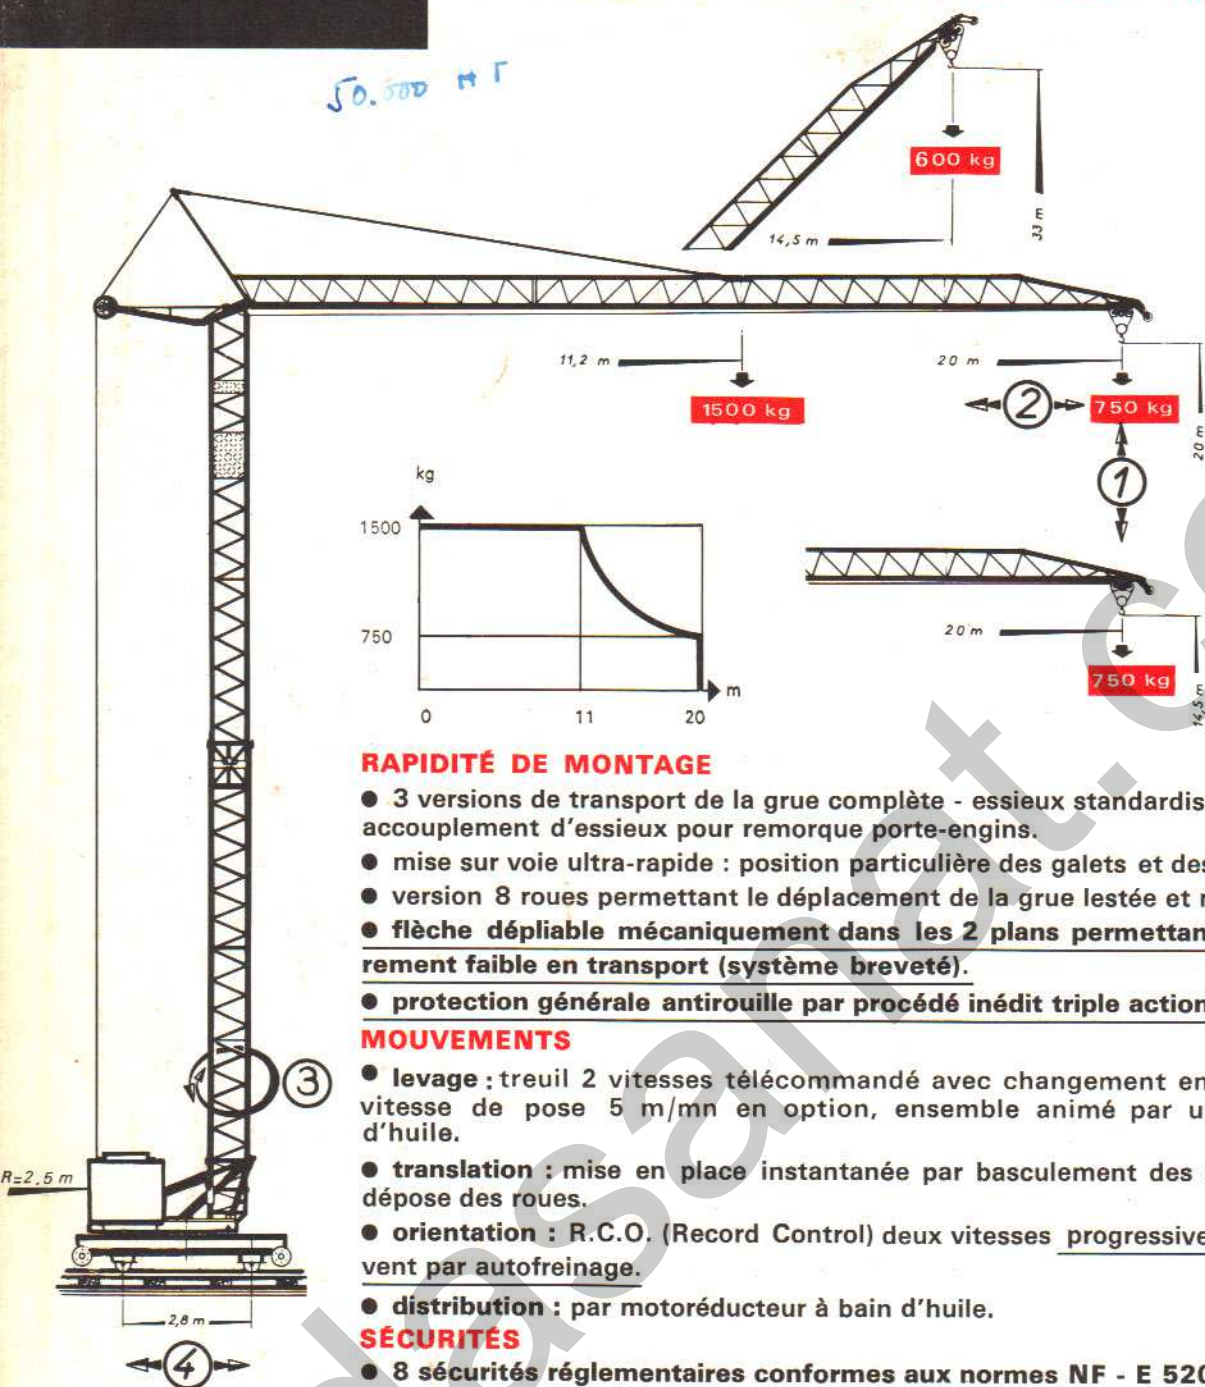 50.000 HT
600 kg
33 m
14,5 m
11,2 m
20 m
1500 kg
2
750 kg
20 m
1
kg
1500
750
0
11
20
m
20 m
750 kg
14,5 m
RAPIDITÉ DE MONTAGE
● 3 versions de transport de la grue complète - essieux standardis
accouplement d'essieux pour remorque porte-engins.
● mise sur voie ultra-rapide : position particulière des galets et des
● version 8 roues permettant le déplacement de la grue lestée et
● flèche dépliable mécaniquement dans les 2 plans permettan
rement faible en transport (système breveté).
● protection générale antirouille par procédé inédit triple action
MOUVEMENTS
● levage : treuil 2 vitesses télécommandé avec changement en
vitesse de pose 5 m/mn en option, ensemble animé par u
d'huile.
● translation : mise en place instantanée par basculement des
dépose des roues.
● orientation : R.C.O. (Record Control) deux vitesses progressive
vent par autofreinage.
● distribution : par motoréducteur à bain d'huile.
SÉCURITÉS
● 8 sécurités réglementaires conformes aux normes NF - E 520
3
R=2,5 m
2,8 m
4
dasanat.co